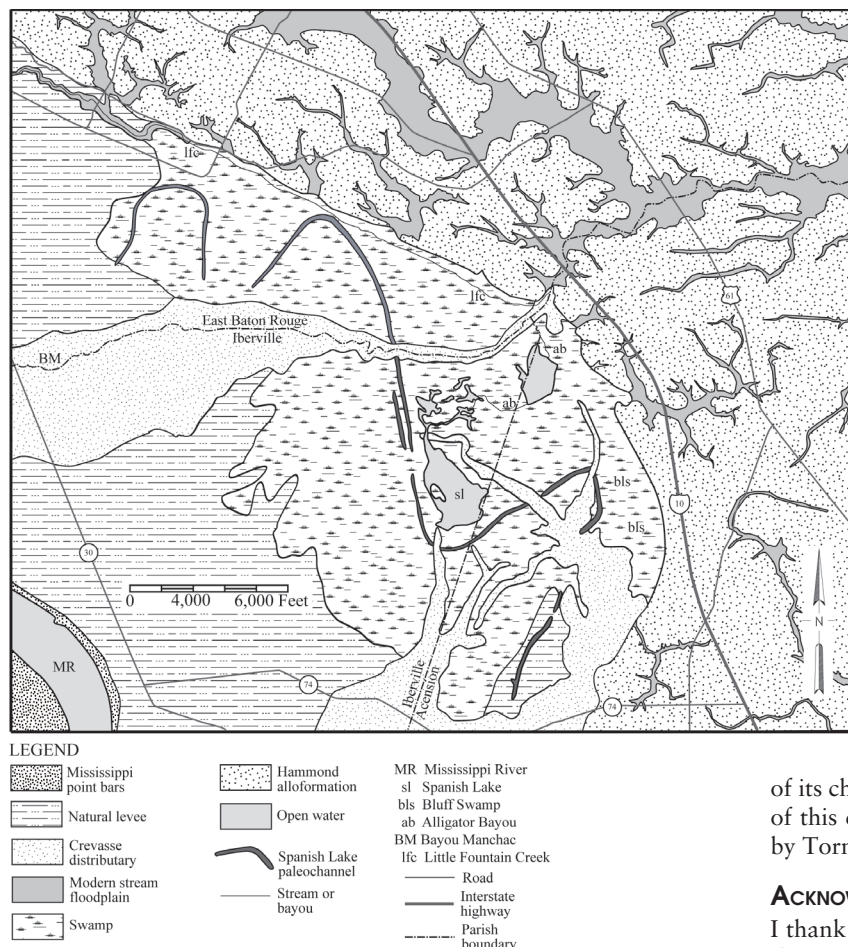 lfc
lfc
61
East Baton Rouge
Iberville
BM
ab
ab
sl
bls
bls
10
30
0 4,000 6,000 Feet
N
MR
74
Iberville
Acension
74
LEGEND
Mississippi
point bars
Natural levee
Crevasse
distributary
Modern stream
floodplain
Swamp
Hammond
alloformation
Open water
Spanish Lake
paleochannel
Stream or
bayou
MR Mississippi River
sl Spanish Lake
bls Bluff Swamp
ab Alligator Bayou
BM Bayou Manchac
lfc Little Fountain Creek
Road
Interstate
highway
Parish
boundary
of its ch
of this
by Torn
ACKNOW
I thank